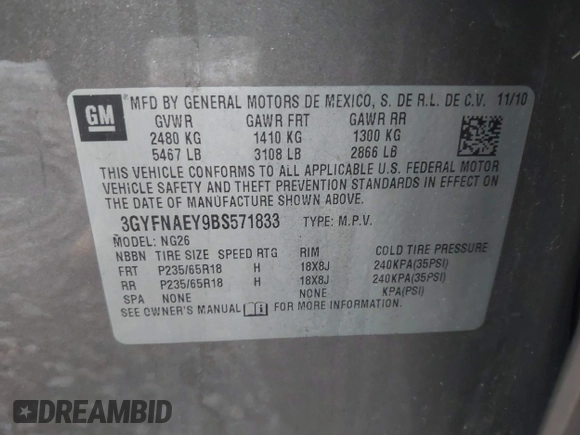 GM MFD BY GENERAL MOTORS DE MEXICO, S. DE R.L. DE C.V. 11/10
GVWR GAWR FRT GAWR RR
2480 KG 1410 KG 1300 KG
5467 LB 3108 LB 2866 LB
THIS VEHICLE CONFORMS TO ALL APPLICABLE U.S. FEDERAL MOTOR
VEHICLE SAFETY AND THEFT PREVENTION STANDARDS IN EFFECT ON
THE DATE OF MANUFACTURE SHOWN ABOVE.
3GYFNAEY9BS571833 TYPE: M.P.V.
MODEL: NG26
NBBN TIRE SIZE SPEED RTG RIM COLD TIRE PRESSURE
FRT P235/65R18 H 18X8J 240KPA(35PSI)
RR P235/65R18 H 18X8J 240KPA(35PSI)
SPA NONE NONE KPA(PSI)
SEE OWNER'S MANUAL FOR MORE INFORMATION.
DREAMBID